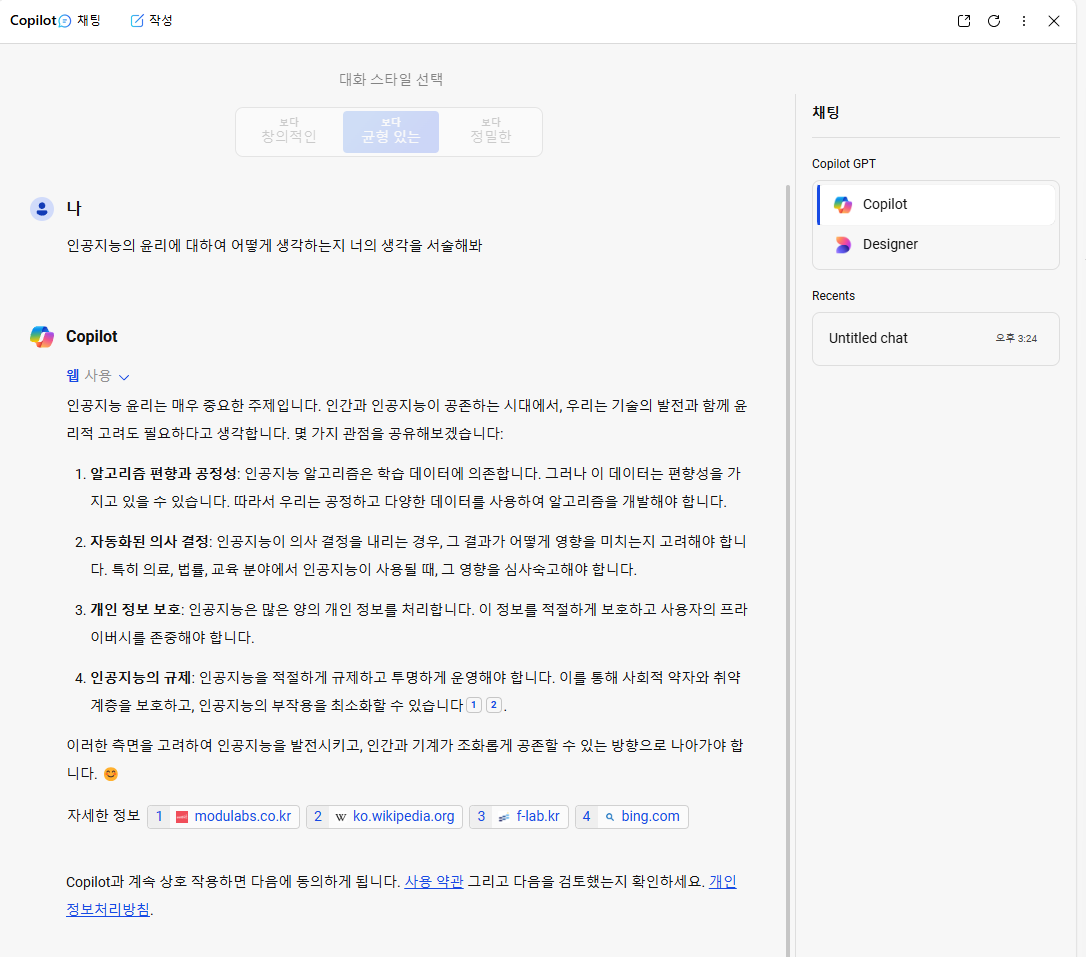 Copilot 채팅 작성
대화 스타일 선택
보다
창의적인
보다
균형 있는
보다
정밀한
나
인공지능의 윤리에 대하여 어떻게 생각하는지 너의 생각을 서술해봐
Copilot
웹 사용
인공지능 윤리는 매우 중요한 주제입니다. 인간과 인공지능이 공존하는 시대에서, 우리는 기술의 발전과 함께 윤
리적 고려도 필요하다고 생각합니다. 몇 가지 관점을 공유해보겠습니다:
1. 알고리즘 편향과 공정성: 인공지능 알고리즘은 학습 데이터에 의존합니다. 그러나 이 데이터는 편향성을 가
지고 있을 수 있습니다. 따라서 우리는 공정하고 다양한 데이터를 사용하여 알고리즘을 개발해야 합니다.
2. 자동화된 의사 결정: 인공지능이 의사 결정을 내리는 경우, 그 결과가 어떻게 영향을 미치는지 고려해야 합니
다. 특히 의료, 법률, 교육 분야에서 인공지능이 사용될 때, 그 영향을 심사숙고해야 합니다.
3. 개인 정보 보호: 인공지능은 많은 양의 개인 정보를 처리합니다. 이 정보를 적절하게 보호하고 사용자의 프라
이버시를 존중해야 합니다.
4. 인공지능의 규제: 인공지능을 적절하게 규제하고 투명하게 운영해야 합니다. 이를 통해 사회적 약자와 취약
계층을 보호하고, 인공지능의 부작용을 최소화할 수 있습니다 1 2 .
이러한 측면을 고려하여 인공지능을 발전시키고, 인간과 기계가 조화롭게 공존할 수 있는 방향으로 나아가야 합
니다. 😊
자세한 정보 1 modulabs.co.kr 2 W ko.wikipedia.org 3 f-lab.kr 4 bing.com
Copilot과 계속 상호 작용하면 다음에 동의하게 됩니다. 사용 약관 그리고 다음을 검토했는지 확인하세요. 개인
정보처리방침.
채팅
Copilot GPT
Copilot
Designer
Recents
Untitled chat 오후 3:24